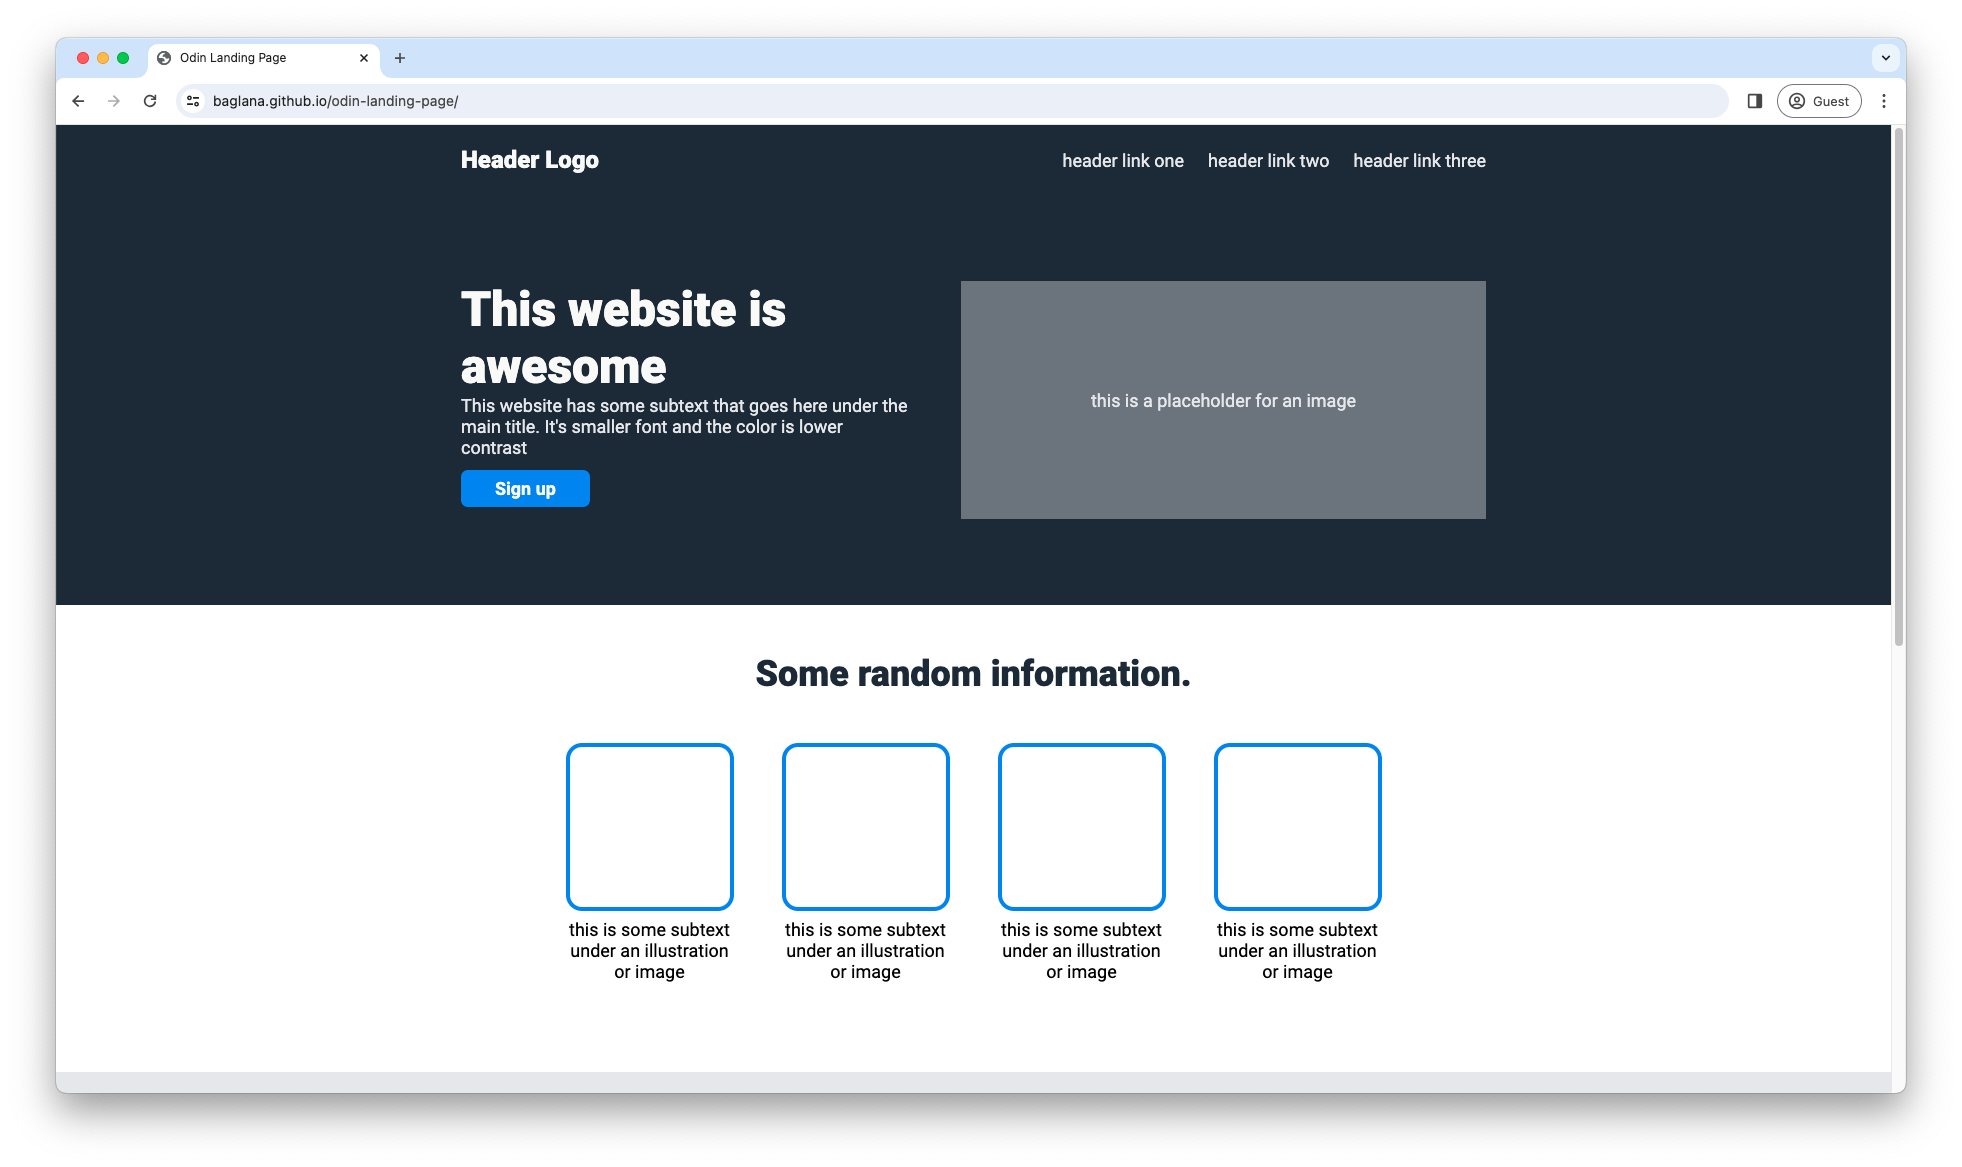 Odin Landing Page
baglana.github.io/odin-landing-page/
Guest
Header Logo
header link one header link two header link three
This website is
awesome
This website has some subtext that goes here under the
main title. It's smaller font and the color is lower
contrast
Sign up
this is a placeholder for an image
Some random information.
this is some subtext
under an illustration
or image
this is some subtext
under an illustration
or image
this is some subtext
under an illustration
or image
this is some subtext
under an illustration
or image